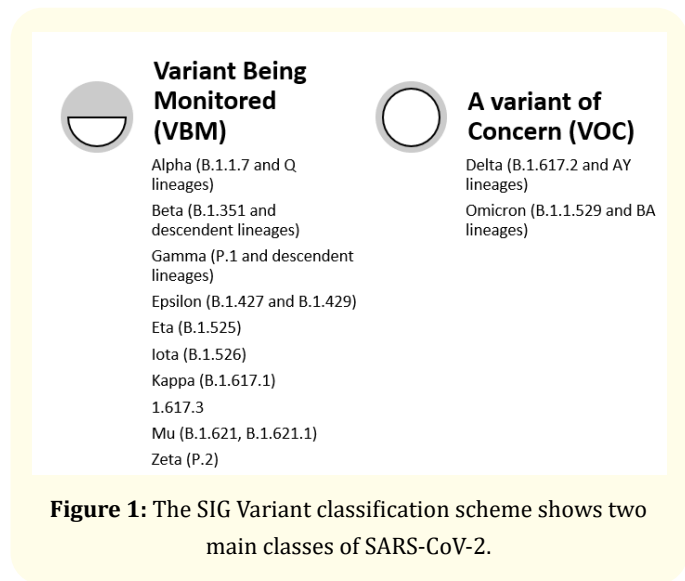 Variant Being
Monitored
(VBM)
Alpha (B.1.1.7 and Q
lineages)
Beta (B.1.351 and
descendent lineages)
Gamma (P.1 and descendent
lineages)
Epsilon (B.1.427 and B.1.429)
Eta (B.1.525)
Iota (B.1.526)
Kappa (B.1.617.1)
1.617.3
Mu (B.1.621, B.1.621.1)
Zeta (P.2)
A variant of
Concern (VOC)
Delta (B.1.617.2 and AY
lineages)
Omicron (B.1.1.529 and BA
lineages)
Figure 1: The SIG Variant classification scheme shows two
main classes of SARS-CoV-2.